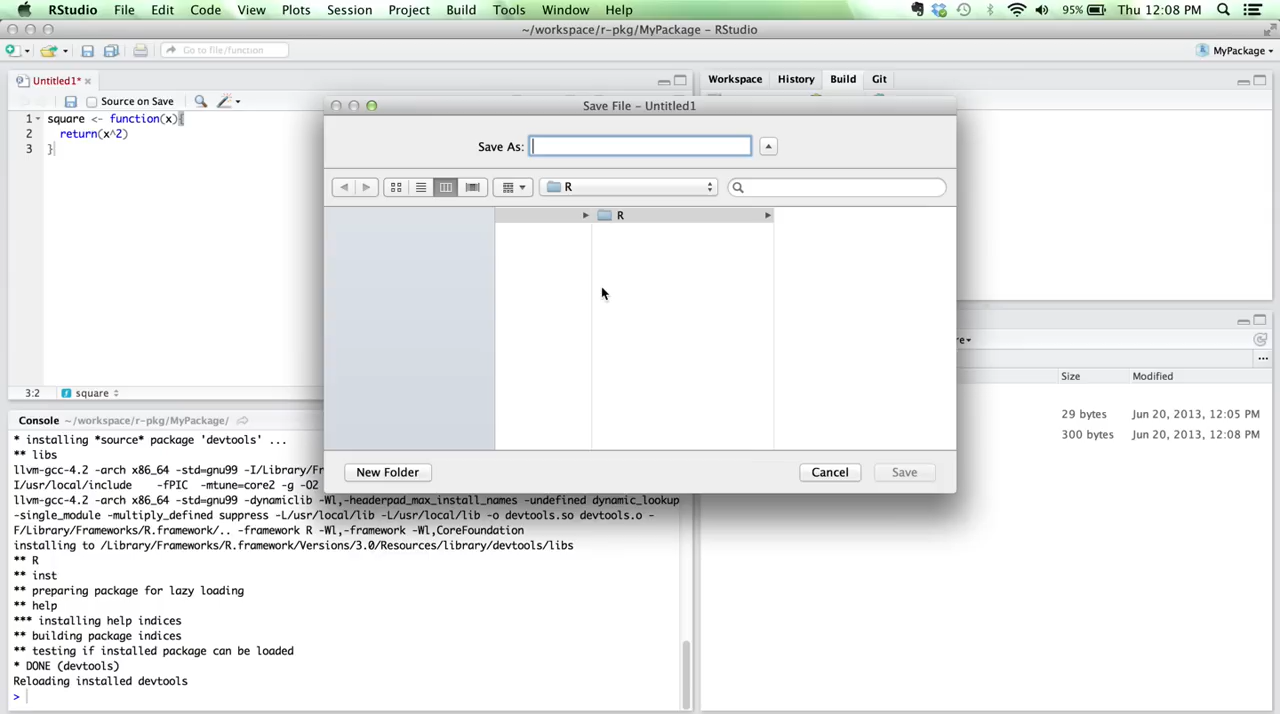 RStudio File Edit Code View Plots Session Project Build Tools Window Help 95% Thu 12:08 PM
~/workspace/r-pkg/MyPackage - RStudio
Go to file/function MyPackage
Untitled1* Workspace History Build Git
Source on Save
Save File – Untitled1
1 square <- function(x){
2 return(x^2)
3 }
Save As:
R
R
3:2 square
New Folder Cancel Save
re
Size Modified
29 bytes Jun 20, 2013, 12:05 PM
300 bytes Jun 20, 2013, 12:08 PM
Console ~/workspace/r-pkg/MyPackage/
* installing *source* package 'devtools' ...
** libs
llvm-gcc-4.2 -arch x86_64 -std=gnu99 -I/Library/Fr
I/usr/local/include -fPIC -mtune=core2 -g -O2
llvm-gcc-4.2 -arch x86_64 -std=gnu99 -dynamiclib -Wl,-headerpad_max_install_names -undefined dynamic_lookup
-single_module -multiply_defined suppress -L/usr/local/lib -L/usr/local/lib -o devtools.so devtools.o -
F/Library/Frameworks/R.framework/.. -framework R -Wl,-framework -Wl,CoreFoundation
installing to /Library/Frameworks/R.framework/Versions/3.0/Resources/library/devtools/libs
** R
** inst
** preparing package for lazy loading
** help
*** installing help indices
** building package indices
** testing if installed package can be loaded
* DONE (devtools)
Reloading installed devtools
>